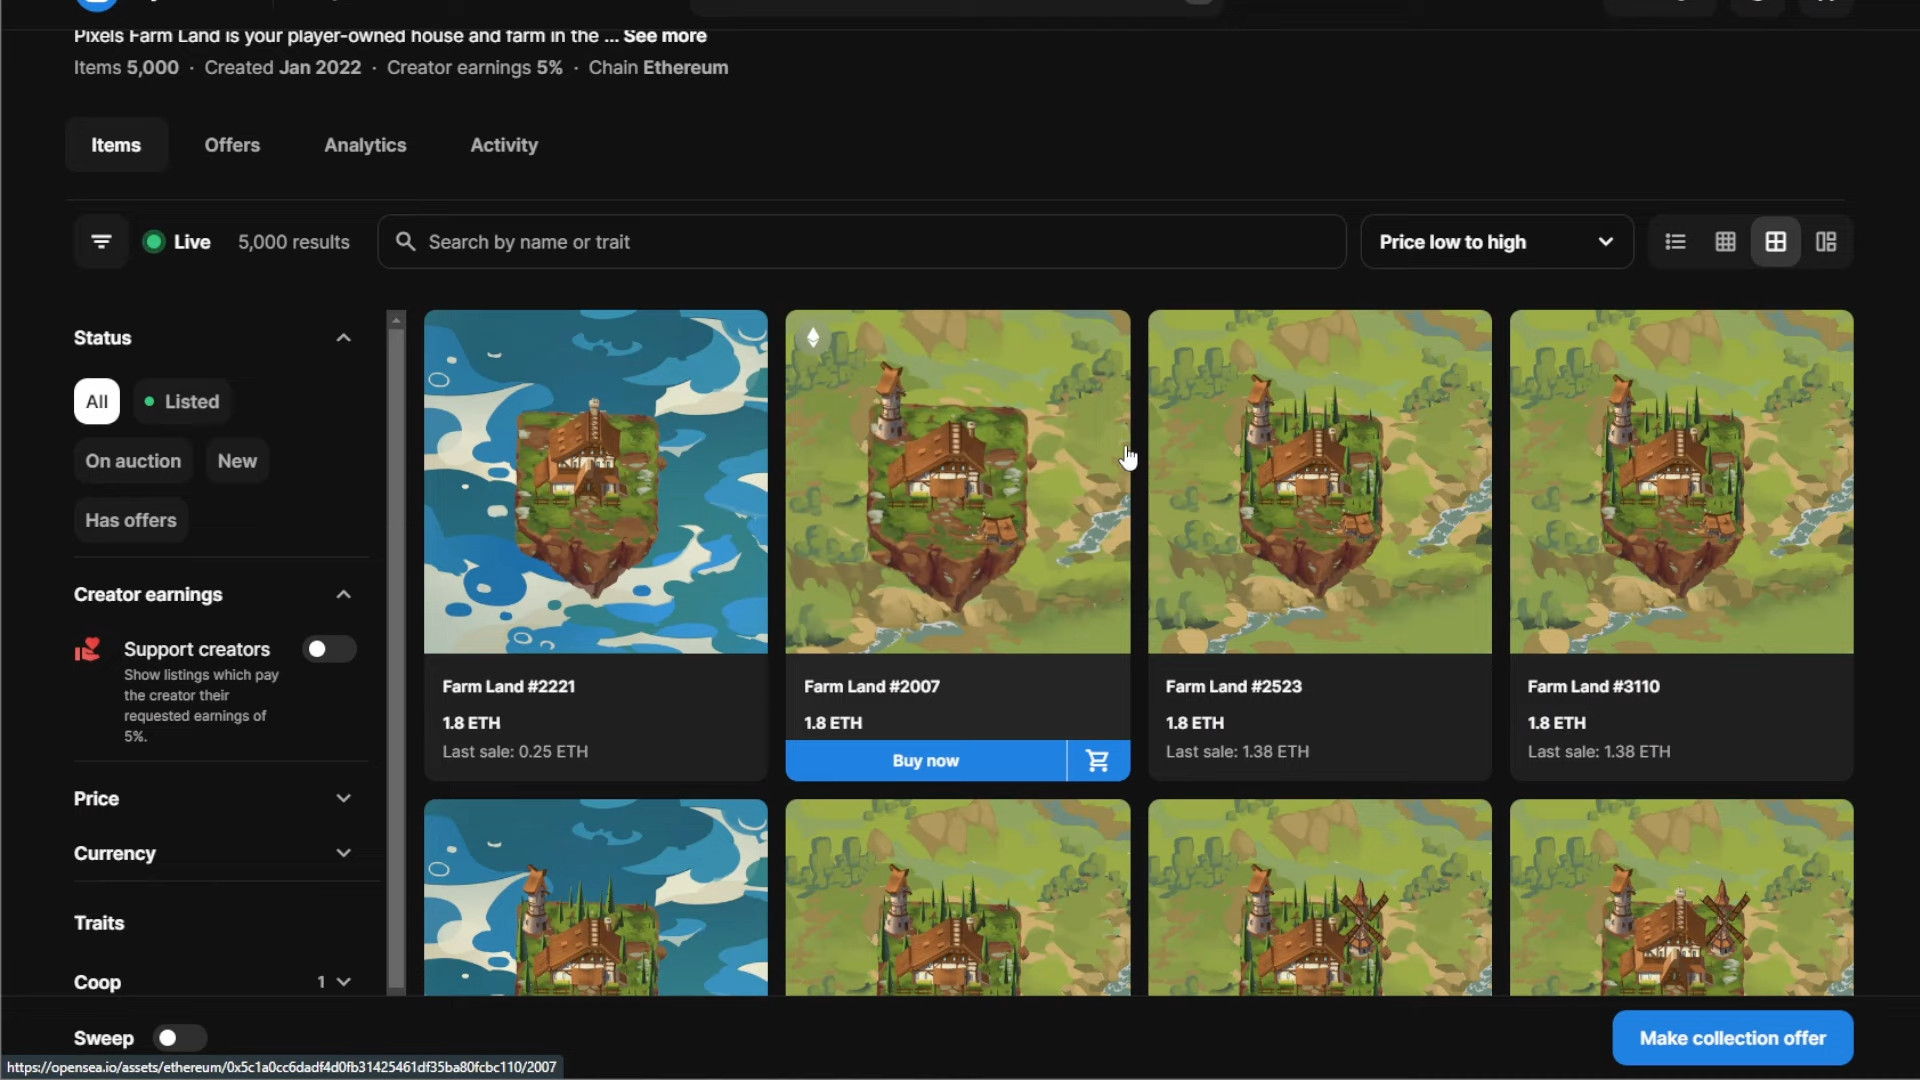 Pixels Farm Land is your player-owned house and farm in the ... See more
Items 5,000 · Created Jan 2022 · Creator earnings 5% · Chain Ethereum
Items Offers Analytics Activity
Live 5,000 results Search by name or trait Price low to high
Status
All Listed
On auction New
Has offers
Creator earnings
Support creators
Show listings which pay
the creator their
requested earnings of
5%.
Price
Currency
Traits
Coop 1
Farm Land #2221
1.8 ETH
Last sale: 0.25 ETH
Farm Land #2007
1.8 ETH
Buy now
Farm Land #2523
1.8 ETH
Last sale: 1.38 ETH
Farm Land #3110
1.8 ETH
Last sale: 1.38 ETH
Sweep
Make collection offer
https://opensea.io/assets/ethereum/0x5c1a0cc6dadf4d0fb31425461df35ba80fcbc110/2007